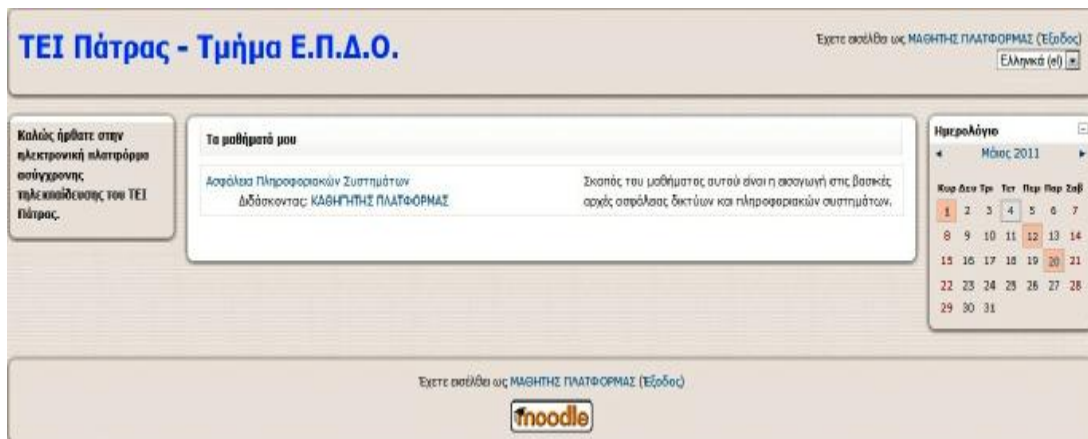 ΤΕΙ Πάτρας - Τμήμα Ε.Π.Δ.Ο.
Έχετε εισέλθει ως ΜΑΘΗΤΗΣ ΠΛΑΤΦΟΡΜΑΣ (Έξοδος)
Ελληνικά (el)
Καλώς ήρθατε στην
ηλεκτρονική πλατφόρμα
ασύγχρονης
τηλεκπαίδευσης του ΤΕΙ
Πάτρας.
Τα μαθήματά μου
Ασφάλεια Πληροφοριακών Συστημάτων
Διδάσκοντας: ΚΑΘΗΓΗΤΗΣ ΠΛΑΤΦΟΡΜΑΣ
Σκοπός του μαθήματος αυτού είναι η εισαγωγή στις βασικές
αρχές ασφάλειας δικτύων και πληροφοριακών συστημάτων.
Ημερολόγιο
Μάιος 2011
Κυρ Δευ Τρι Τετ Πεμ Παρ Σαβ
1 2 3 4 5 6 7
8 9 10 11 12 13 14
15 16 17 18 19 20 21
22 23 24 25 26 27 28
29 30 31
Έχετε εισέλθει ως ΜΑΘΗΤΗΣ ΠΛΑΤΦΟΡΜΑΣ (Έξοδος)
moodle